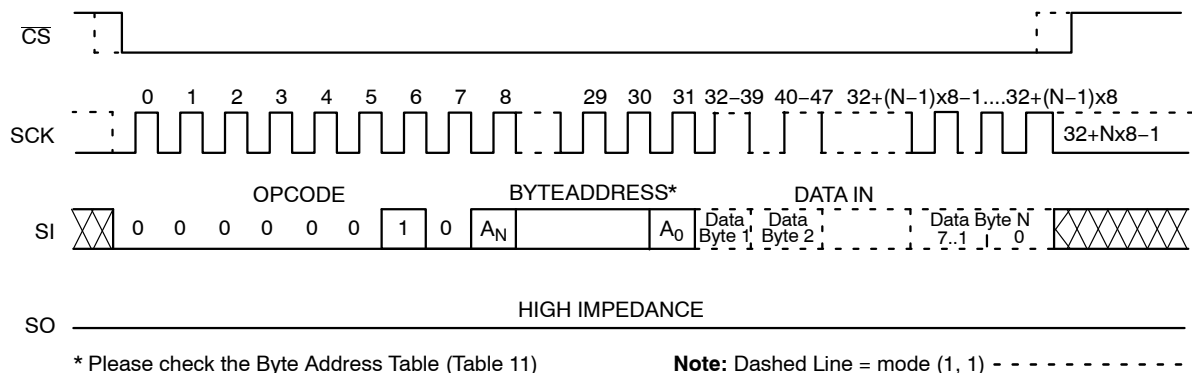 CS
0 1 2 3 4 5 6 7 8 29 30 31 32−39 40−47 32+(N−1)x8−1....32+(N−1)x8
SCK
32+Nx8−1
OPCODE BYTEADDRESS* DATA IN
SI 0 0 0 0 0 0 1 0 AN A0 Data Byte 1 Data Byte 2 Data Byte N 7..1 0
HIGH IMPEDANCE
SO
* Please check the Byte Address Table (Table 11) Note: Dashed Line = mode (1, 1)